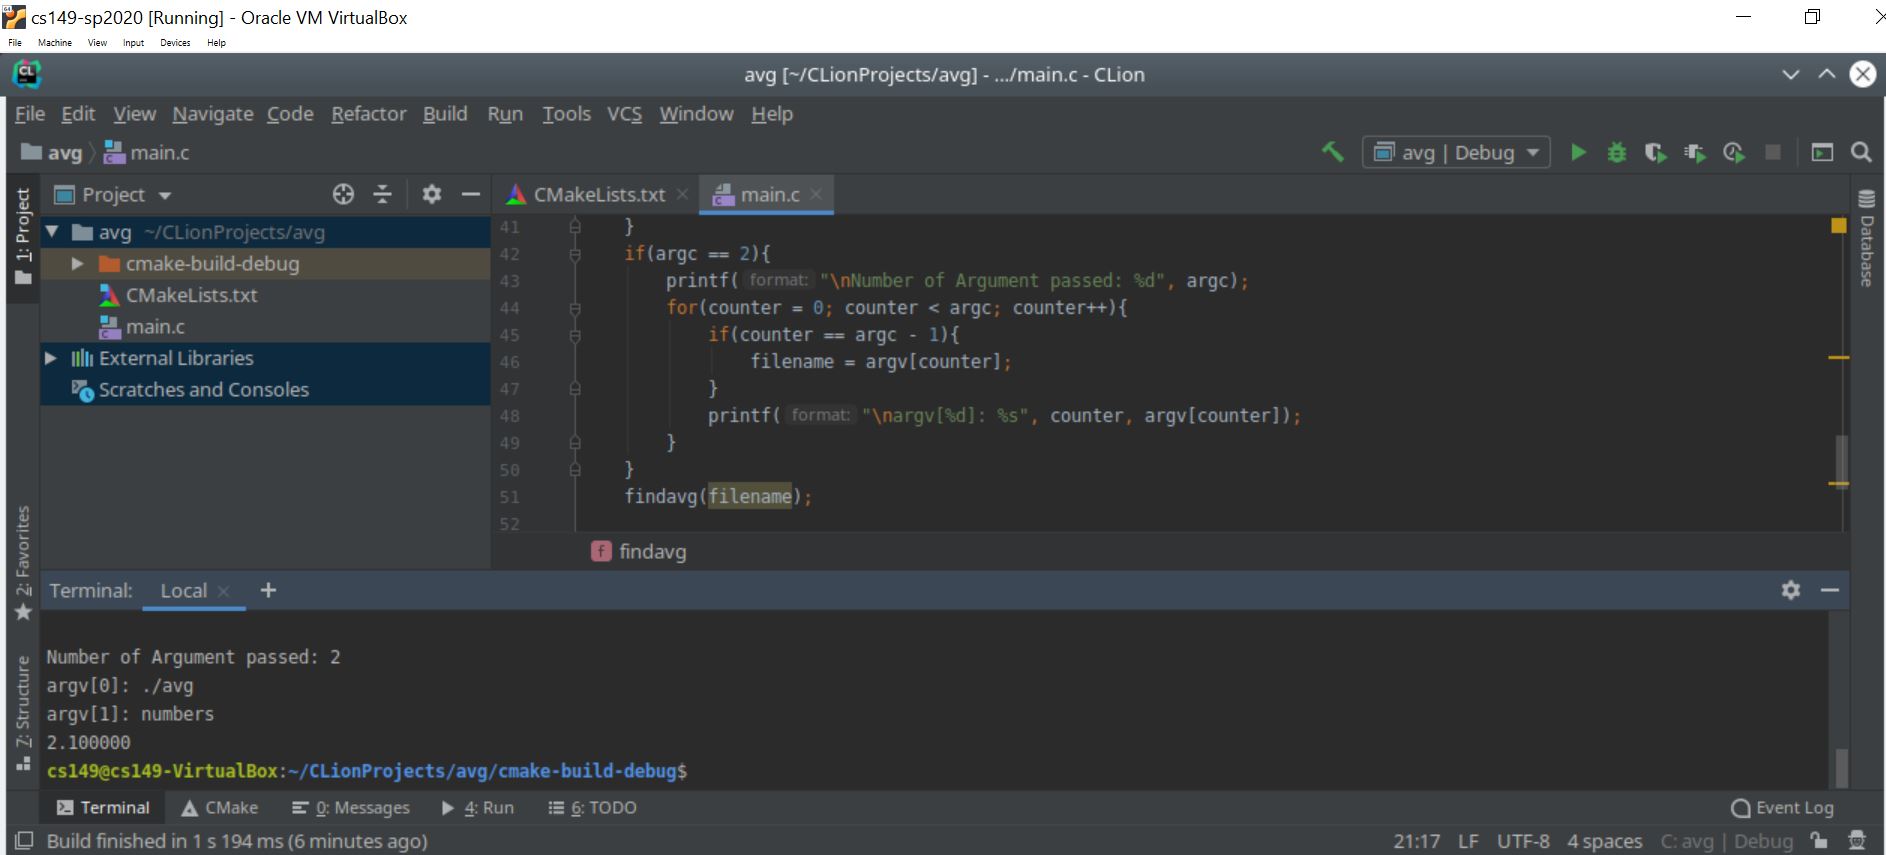 cs149-sp2020 [Running] - Oracle VM VirtualBox
File Machine View Input Devices Help
CL
avg [~/CLionProjects/avg] - .../main.c - CLion
File Edit View Navigate Code Refactor Build Run Tools VCS Window Help
avg main.c
avg | Debug
1: Project
Project
CMakeLists.txt
main.c
avg ~/CLionProjects/avg
cmake-build-debug
CMakeLists.txt
main.c
External Libraries
Scratches and Consoles
41 }
42 if(argc == 2){
43 printf( format: "\nNumber of Argument passed: %d", argc);
44 for(counter = 0; counter < argc; counter++){
45 if(counter == argc - 1){
46 filename = argv[counter];
47 }
48 printf( format: "\nargv[%d]: %s", counter, argv[counter]);
49 }
50 }
51 findavg(filename);
52
f findavg
Database
2: Favorites
7: Structure
Terminal: Local +
Number of Argument passed: 2
argv[0]: ./avg
argv[1]: numbers
2.100000
cs149@cs149-VirtualBox:~/CLionProjects/avg/cmake-build-debug$
Terminal CMake 0: Messages 4: Run 6: TODO Event Log
Build finished in 1 s 194 ms (6 minutes ago) 21:17 LF UTF-8 4 spaces C: avg | Debug